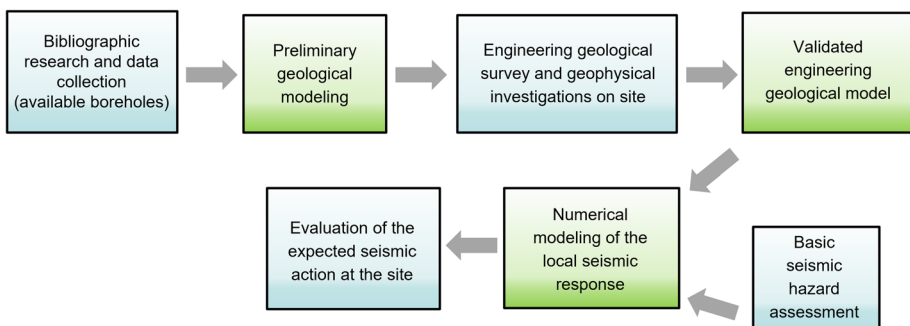 Bibliographic
research and data
collection
(available boreholes)
Preliminary
geological
modeling
Engineering geological
survey and geophysical
investigations on site
Validated
engineering
geological model
Evaluation of the
expected seismic
action at the site
Numerical
modeling of the
local seismic
response
Basic
seismic
hazard
assessment